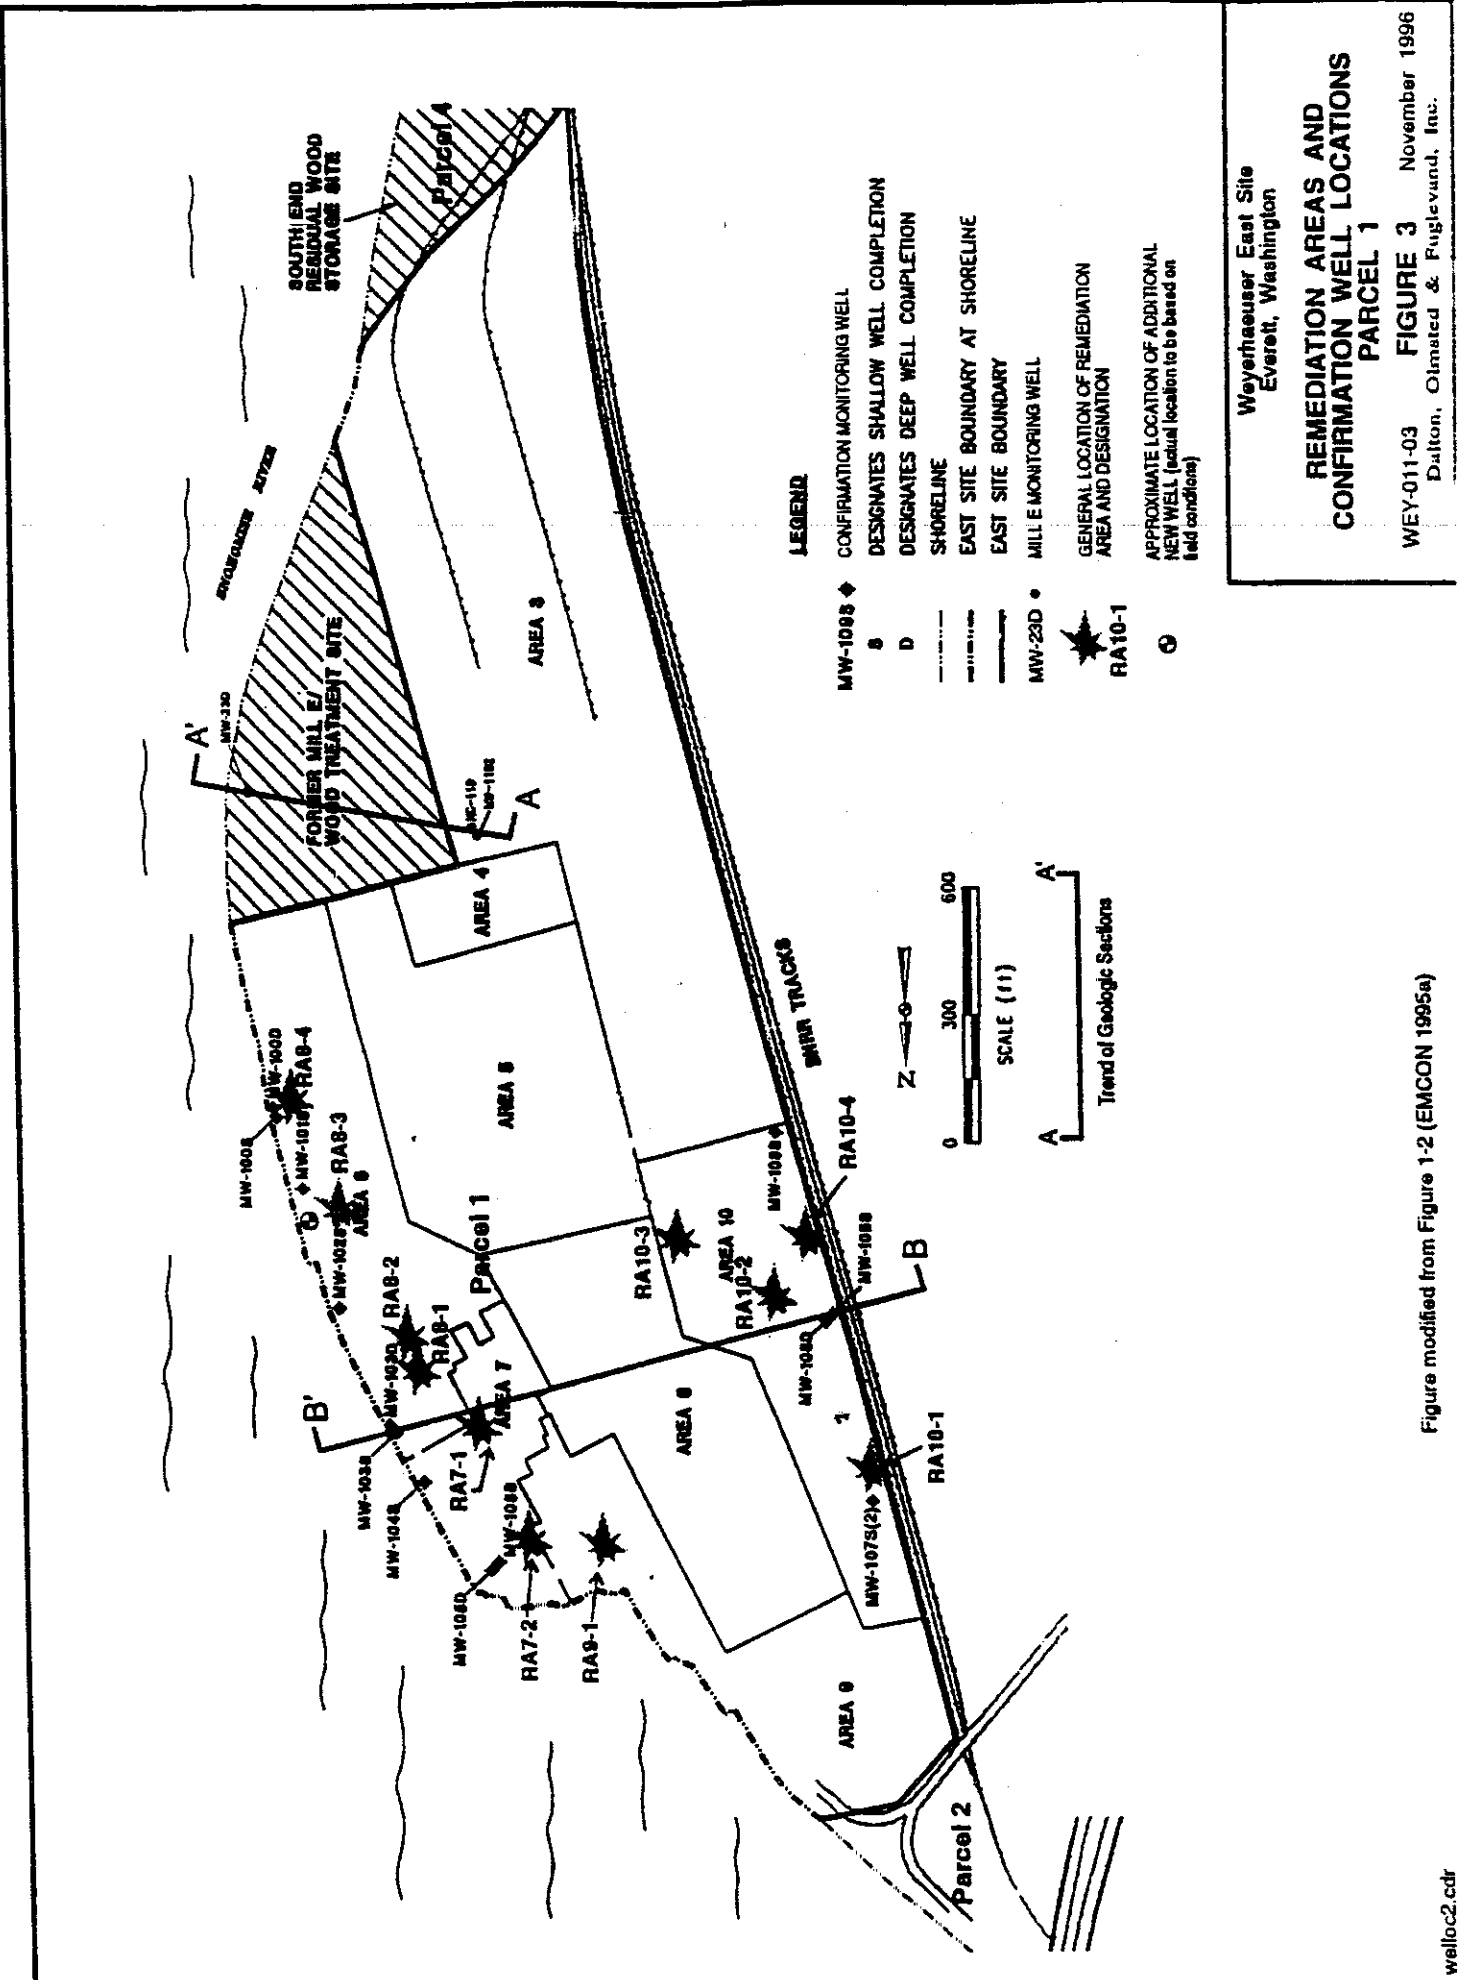 SOUTH END
RESIDUAL WOOD
STORAGE SITE
Parcel 4
SNOHOMISH RIVER
A'
MW-23D
FORMER MILL E/
WOOD TREATMENT SITE
AREA 3
A
AREA 4
AREA 5
MW-100S
MW-100D
RA8-4
MW-101S
RA8-3
AREA 8
MW-102S
RA8-2
RA8-1
Parcel 1
B'
MW-103D
MW-103S
MW-104S
AREA 7
RA7-1
MW-105D
RA7-2
RA9-1
RA10-3
AREA 10
RA10-2
MW-109S
RA10-4
BNRR TRACKS
B
RA10-1
MW-107S(2)
AREA 9
Parcel 2
LEGEND
MW-109S CONFIRMATION MONITORING WELL
S DESIGNATES SHALLOW WELL COMPLETION
D DESIGNATES DEEP WELL COMPLETION
SHORELINE
EAST SITE BOUNDARY AT SHORELINE
EAST SITE BOUNDARY
MW-23D MILL E MONITORING WELL
RA10-1
GENERAL LOCATION OF REMEDIATION
AREA AND DESIGNATION
APPROXIMATE LOCATION OF ADDITIONAL
NEW WELL (actual location to be based on
field conditions)
Z
0 300 600
SCALE (ft)
A A'
Trend of Geologic Sections
Weyerhaeuser East Site
Everett, Washington
REMEDIATION AREAS AND
CONFIRMATION WELL LOCATIONS
PARCEL 1
WEY-011-03 FIGURE 3 November 1996
Dalton, Olmsted & Fuglevand, Inc.
Figure modified from Figure 1-2 (EMCON 1995a)
welloc2.cdr